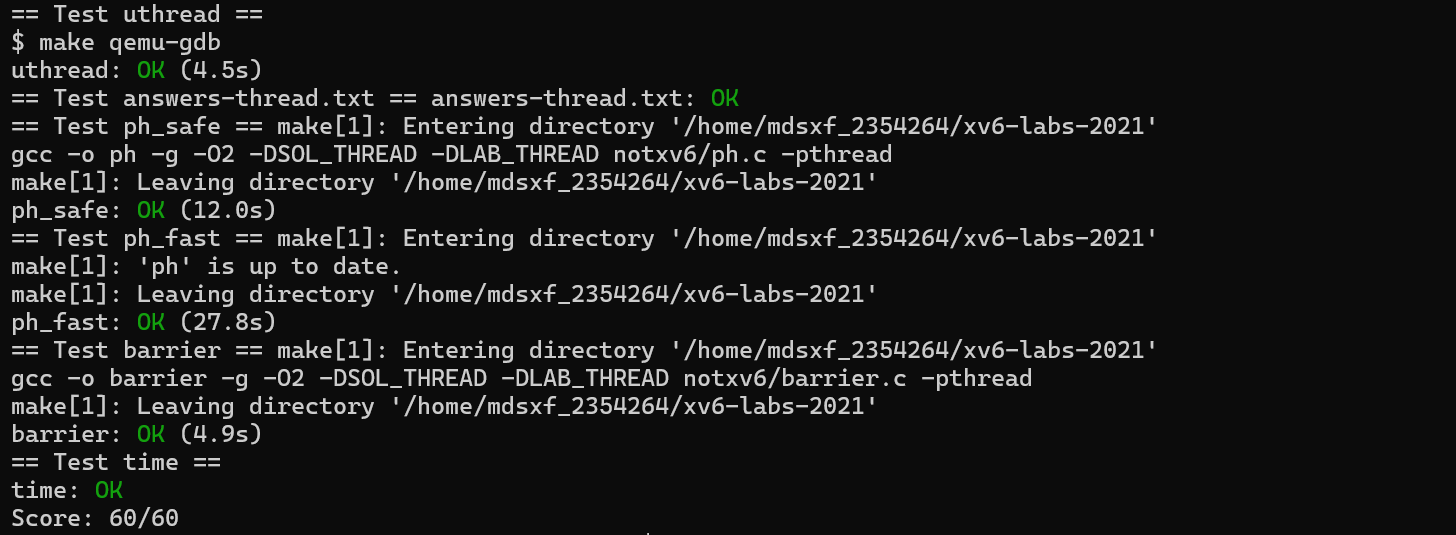 == Test uthread ==
$ make qemu-gdb
uthread: OK (4.5s)
== Test answers-thread.txt == answers-thread.txt: OK
== Test ph_safe == make[1]: Entering directory '/home/mdsxf_2354264/xv6-labs-2021'
gcc -o ph -g -O2 -DSOL_THREAD -DLAB_THREAD notxv6/ph.c -pthread
make[1]: Leaving directory '/home/mdsxf_2354264/xv6-labs-2021'
ph_safe: OK (12.0s)
== Test ph_fast == make[1]: Entering directory '/home/mdsxf_2354264/xv6-labs-2021'
make[1]: 'ph' is up to date.
make[1]: Leaving directory '/home/mdsxf_2354264/xv6-labs-2021'
ph_fast: OK (27.8s)
== Test barrier == make[1]: Entering directory '/home/mdsxf_2354264/xv6-labs-2021'
gcc -o barrier -g -O2 -DSOL_THREAD -DLAB_THREAD notxv6/barrier.c -pthread
make[1]: Leaving directory '/home/mdsxf_2354264/xv6-labs-2021'
barrier: OK (4.9s)
== Test time ==
time: OK
Score: 60/60